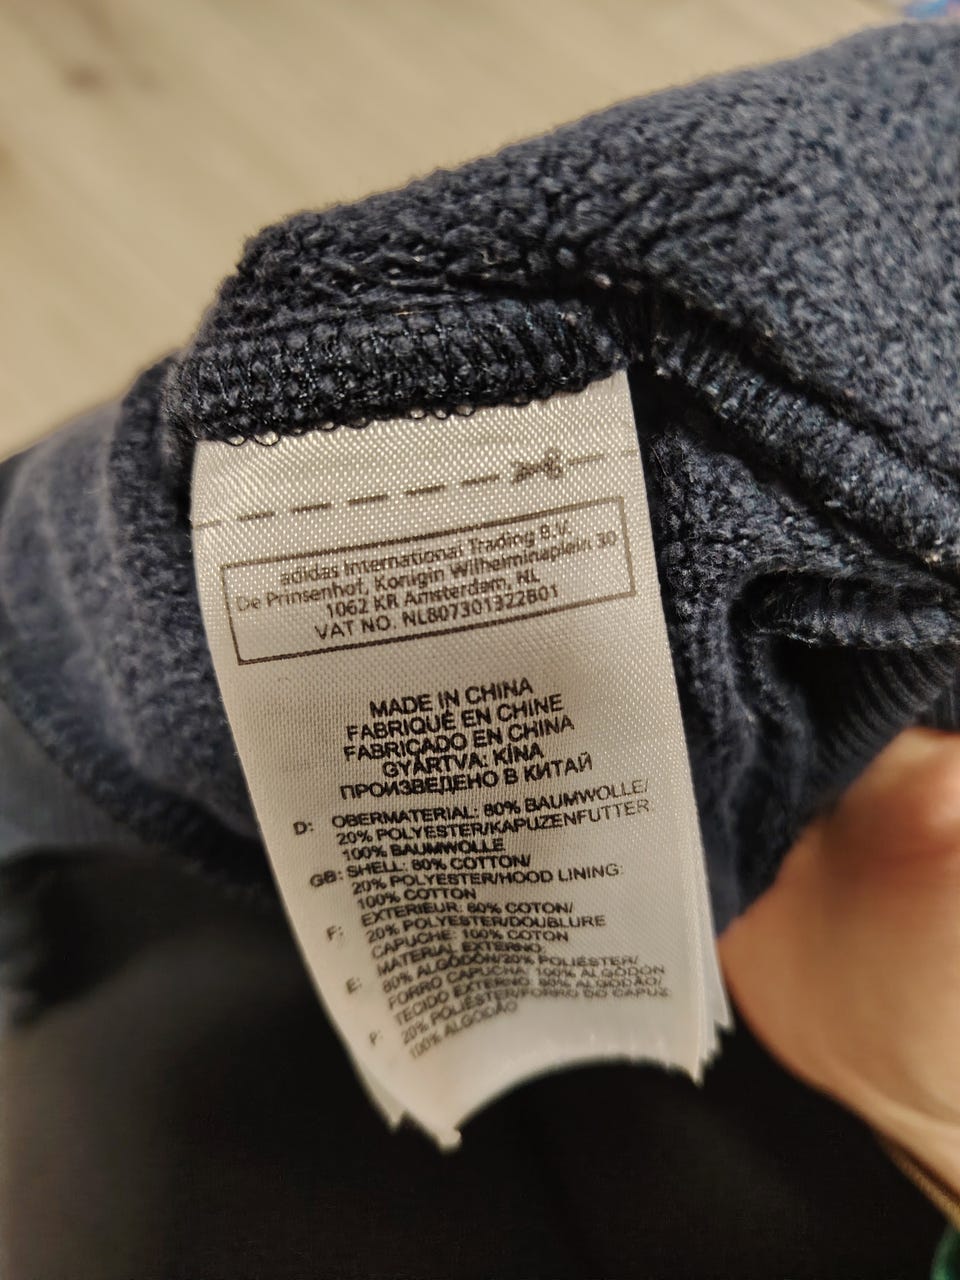 adidas International Trading B.V.
De Prinsenhof, Konigin Wilhelminaplein 30
1062 KR Amsterdam, NL
VAT NO. NL807301322B01
MADE IN CHINA
FABRIQUÉ EN CHINE
FABRICADO EN CHINA
GYÁRTVA: KÍNA
ПРОИЗВЕДЕНО В КИТАЙ
D: OBERMATERIAL: 80% BAUMWOLLE/
20% POLYESTER/KAPUZENFUTTER
100% BAUMWOLLE
GB: SHELL: 80% COTTON/
20% POLYESTER/HOOD LINING:
100% COTTON
F: EXTERIEUR: 80% COTON/
20% POLYESTER/DOUBLURE
CAPUCHE: 100% COTON
E: MATERIAL EXTERNO:
80% ALGODÓN/20% POLIÉSTER/
FORRO CAPUCHA: 100% ALGODÓN
P: TECIDO EXTERNO: 80% ALGODÃO/
20% POLIÉSTER/FORRO DO CAPUZ:
100% ALGODÃO